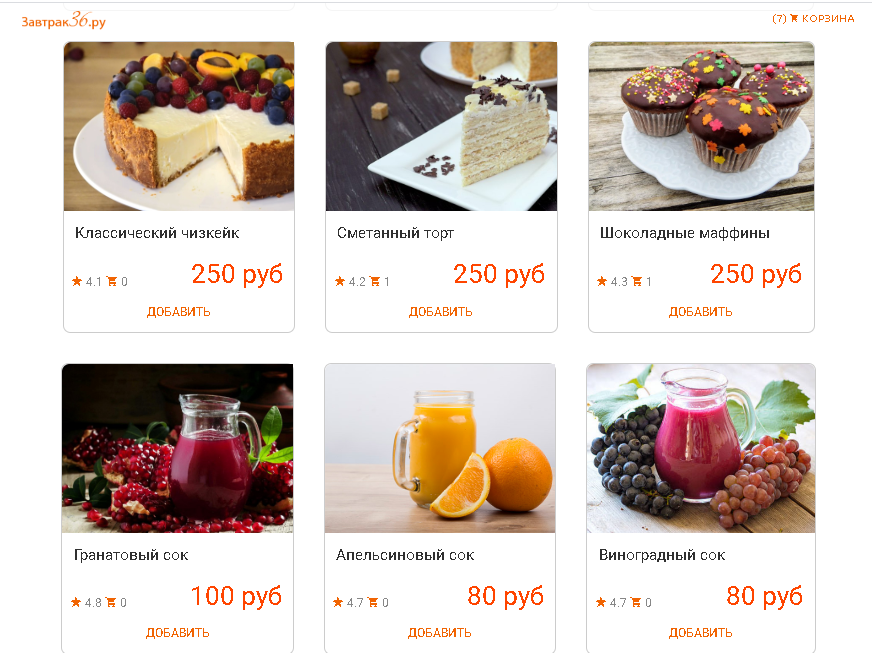 Завтрак36.ру
(7) КОРЗИНА
Классический чизкейк
4.1 0
250 руб
ДОБАВИТЬ
Сметанный торт
4.2 1
250 руб
ДОБАВИТЬ
Шоколадные маффины
4.3 1
250 руб
ДОБАВИТЬ
Гранатовый сок
4.8 0
100 руб
ДОБАВИТЬ
Апельсиновый сок
4.7 0
80 руб
ДОБАВИТЬ
Виноградный сок
4.7 0
80 руб
ДОБАВИТЬ